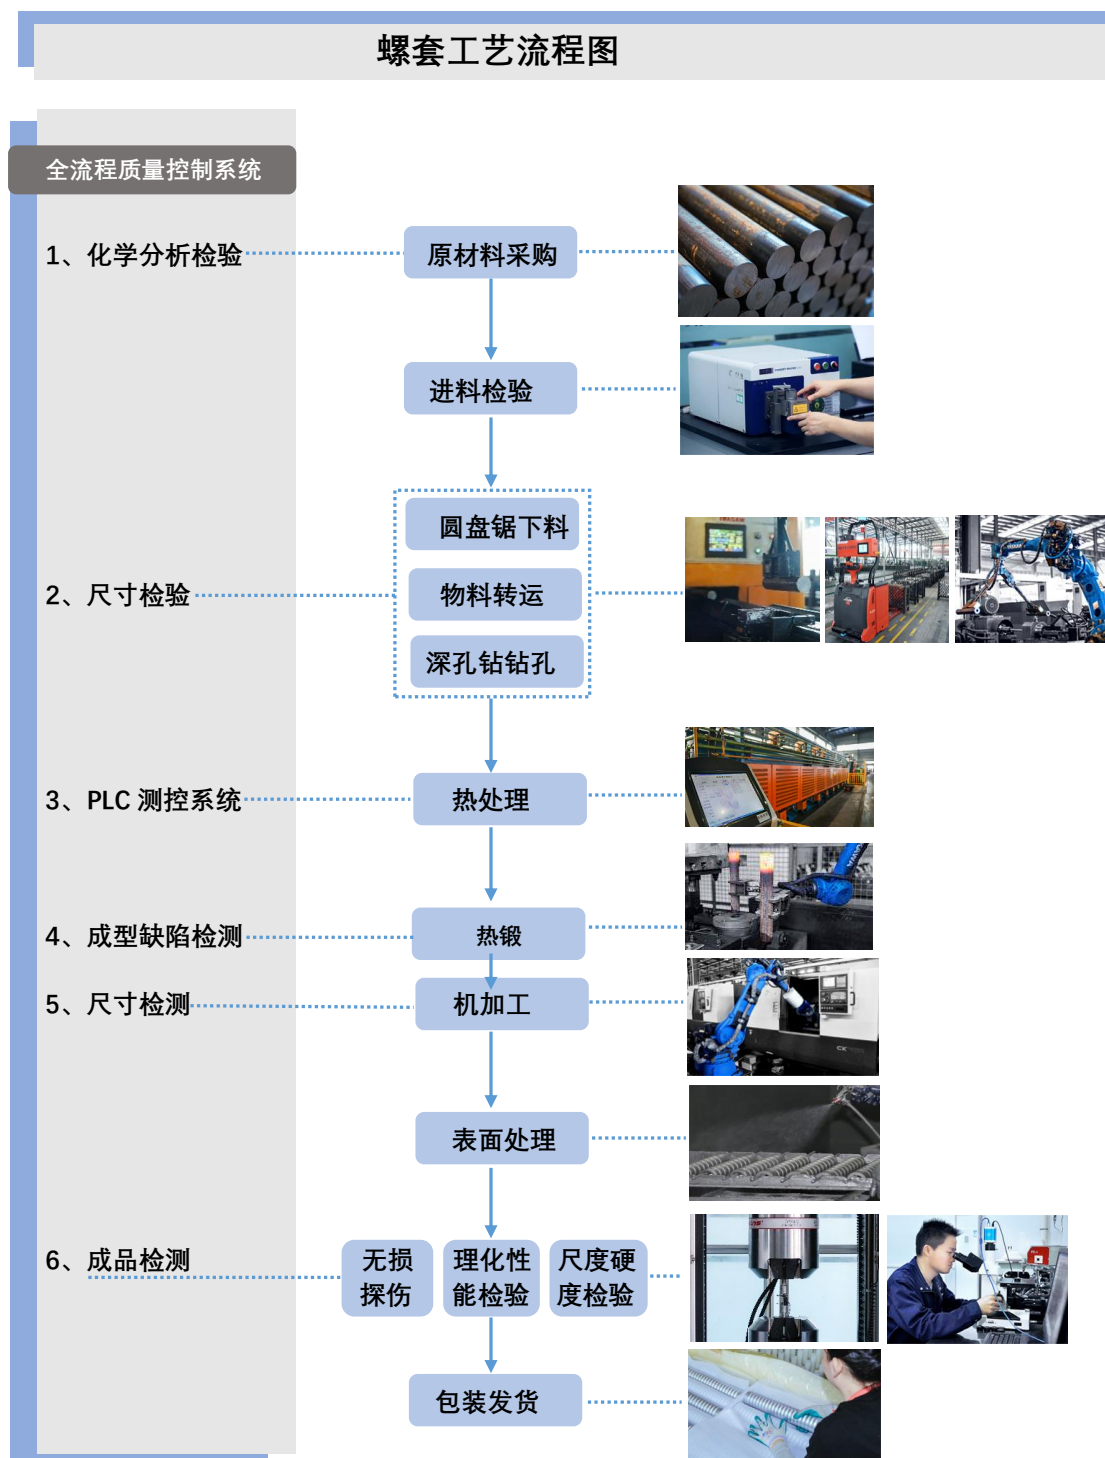 螺套工艺流程图
全流程质量控制系统
1、化学分析检验
原材料采购
进料检验
圆盘锯下料
2、尺寸检验
物料转运
深孔钻钻孔
3、PLC 测控系统
热处理
4、成型缺陷检测
热锻
5、尺寸检测
机加工
CK
表面处理
6、成品检测
无损
探伤
理化性
能检验
尺度硬
度检验
包装发货